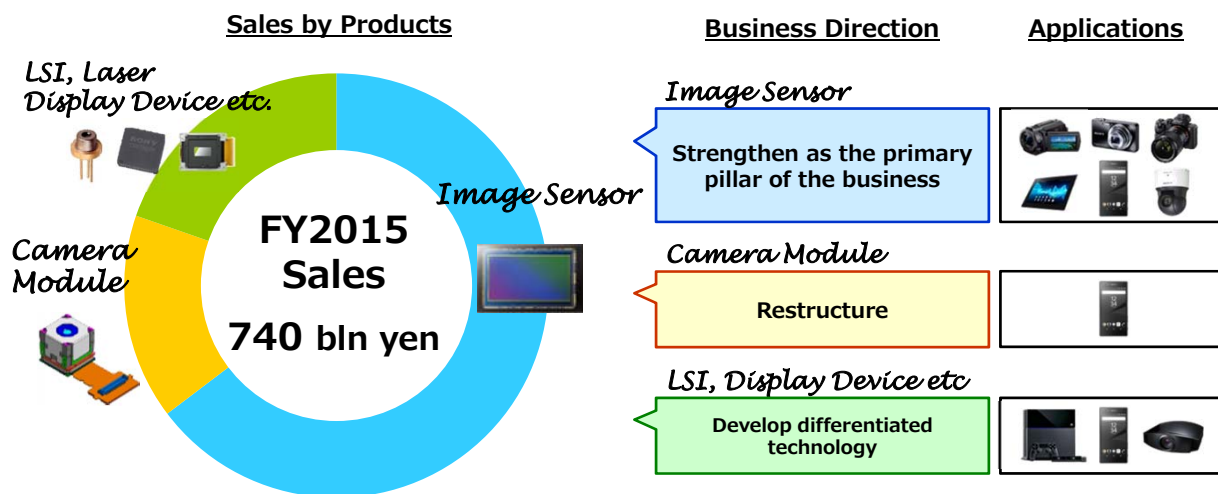 Sales by Products
LSI, Laser
Display Device etc.
Image Sensor
Camera
Module
FY2015
Sales
740 bln yen
Business Direction
Applications
Image Sensor
Strengthen as the primary
pillar of the business
Camera Module
Restructure
LSI, Display Device etc
Develop differentiated
technology